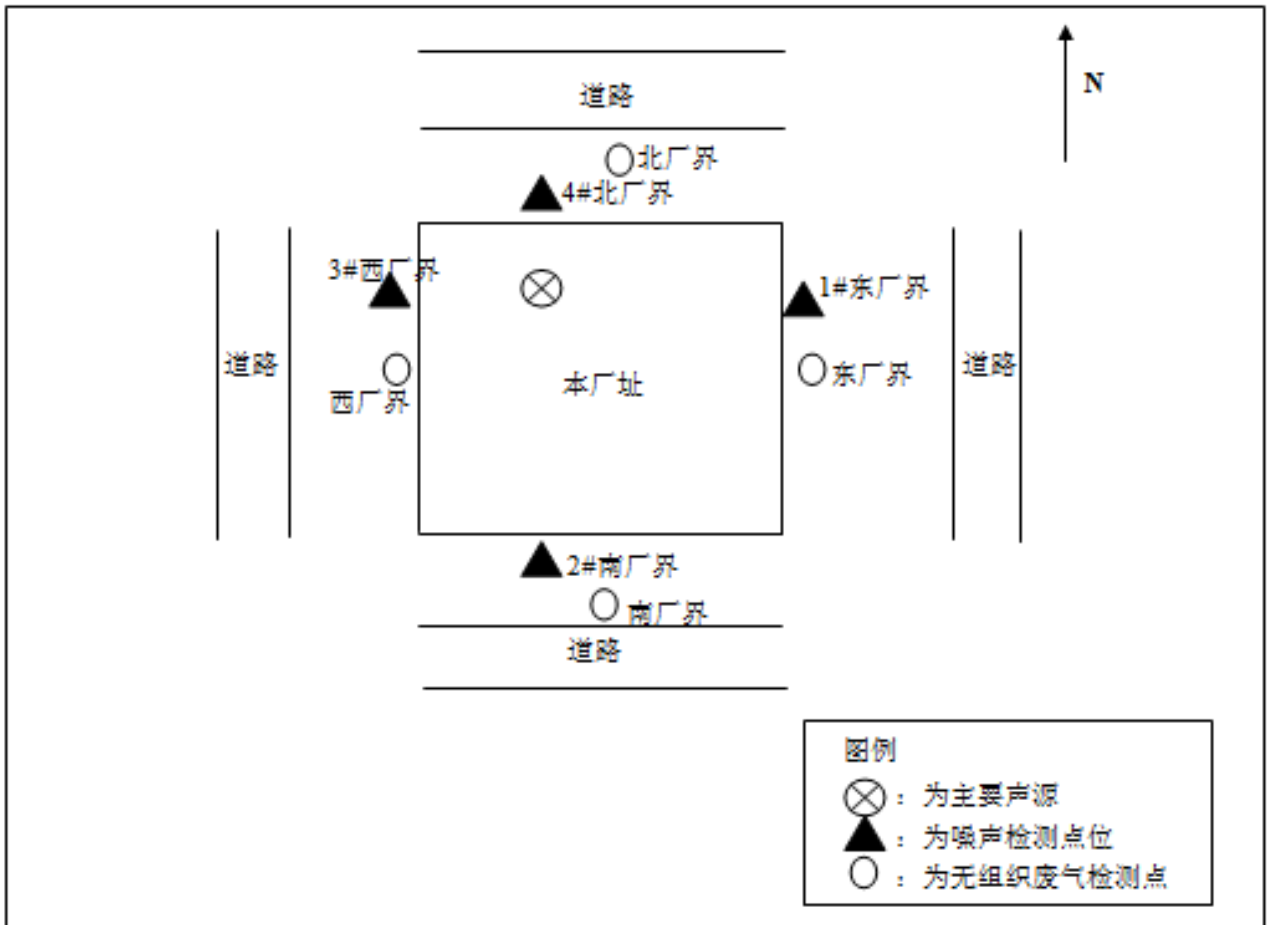 道路
N
北厂界
4#北厂界
3#西厂界
1#东厂界
道路
西厂界
本厂址
东厂界
道路
2#南厂界
南厂界
道路
图例
：为主要声源
：为噪声检测点位
：为无组织废气检测点